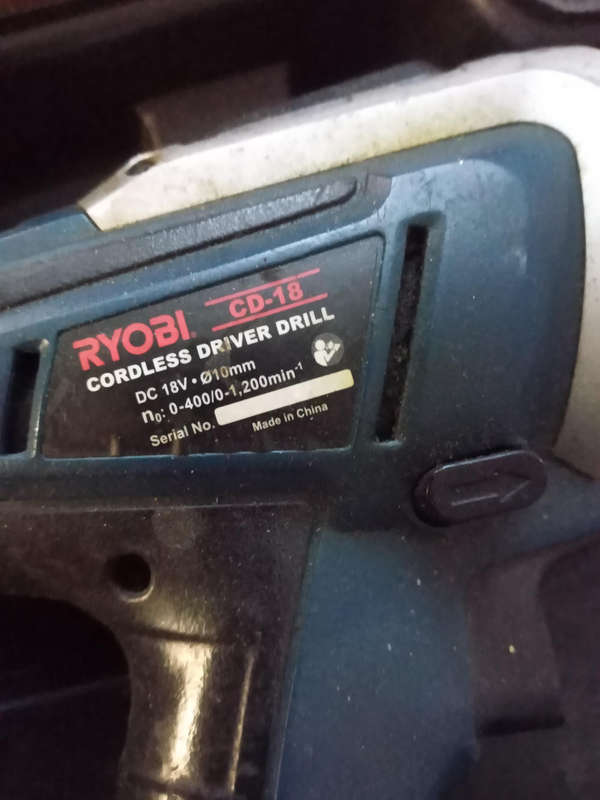 RYOBI
CD-18
CORDLESS DRIVER DRILL
DC 18V • Ø10mm
n₀: 0-400/0-1,200min⁻¹
Serial No.
Made in China